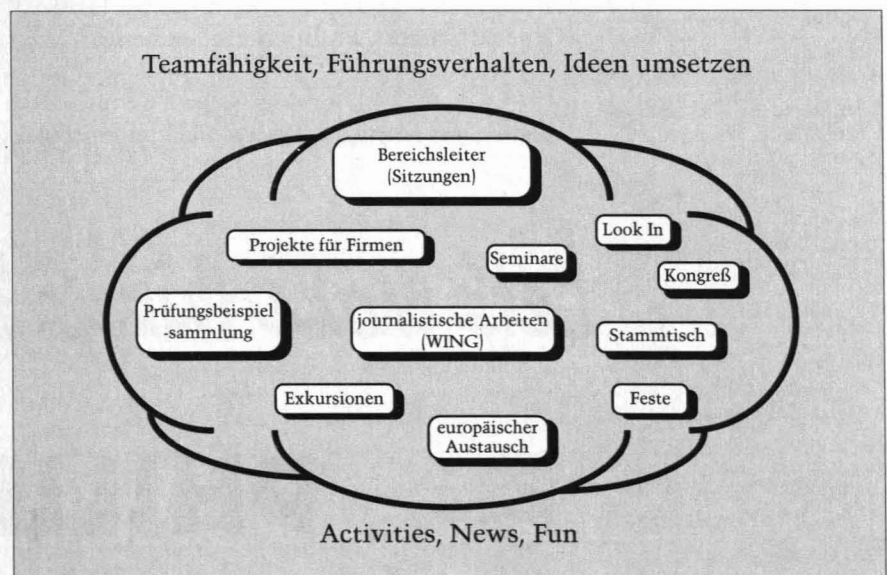 Teamfähigkeit, Führungsverhalten, Ideen umsetzen
Bereichsleiter
(Sitzungen)
Look In
Projekte für Firmen
Seminare
Kongreß
Prüfungsbeispiel
-sammlung
journalistische Arbeiten
(WING)
Stammtisch
Exkursionen
Feste
europäischer
Austausch
Activities, News, Fun